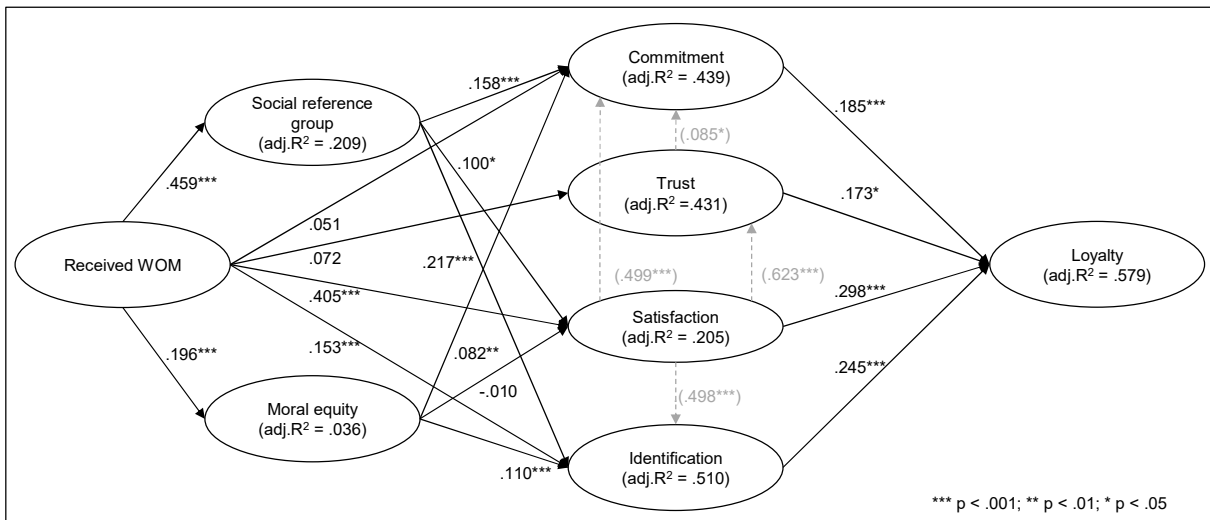 Commitment
(adj.R² = .439)
.158***
.185***
Social reference
group
(adj.R² = .209)
(.085*)
.100*
Trust
(adj.R² =.431)
.173*
.459***
.051
Received WOM
.072
.217***
(.499***)
(.623***)
Loyalty
(adj.R² = .579)
.405***
.298***
Satisfaction
(adj.R² = .205)
.196***
.153***
.082**
.245***
-.010
(.498***)
Moral equity
(adj.R² = .036)
.110***
Identification
(adj.R² = .510)
*** p < .001; ** p < .01; * p < .05